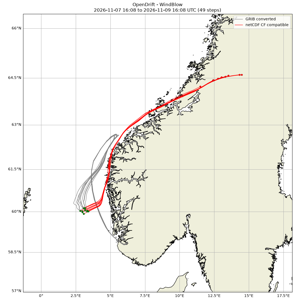 OpenDrift - WindBlow
2026-11-07 16:08 to 2026-11-09 16:08 UTC (49 steps)
GRIB converted
netCDF CF compatible
66°N
64.5°N
63°N
61.5°N
60°N
58.5°N
57°N
0°
2.5°E
5°E
7.5°E
10°E
12.5°E
15°E
17.5°E